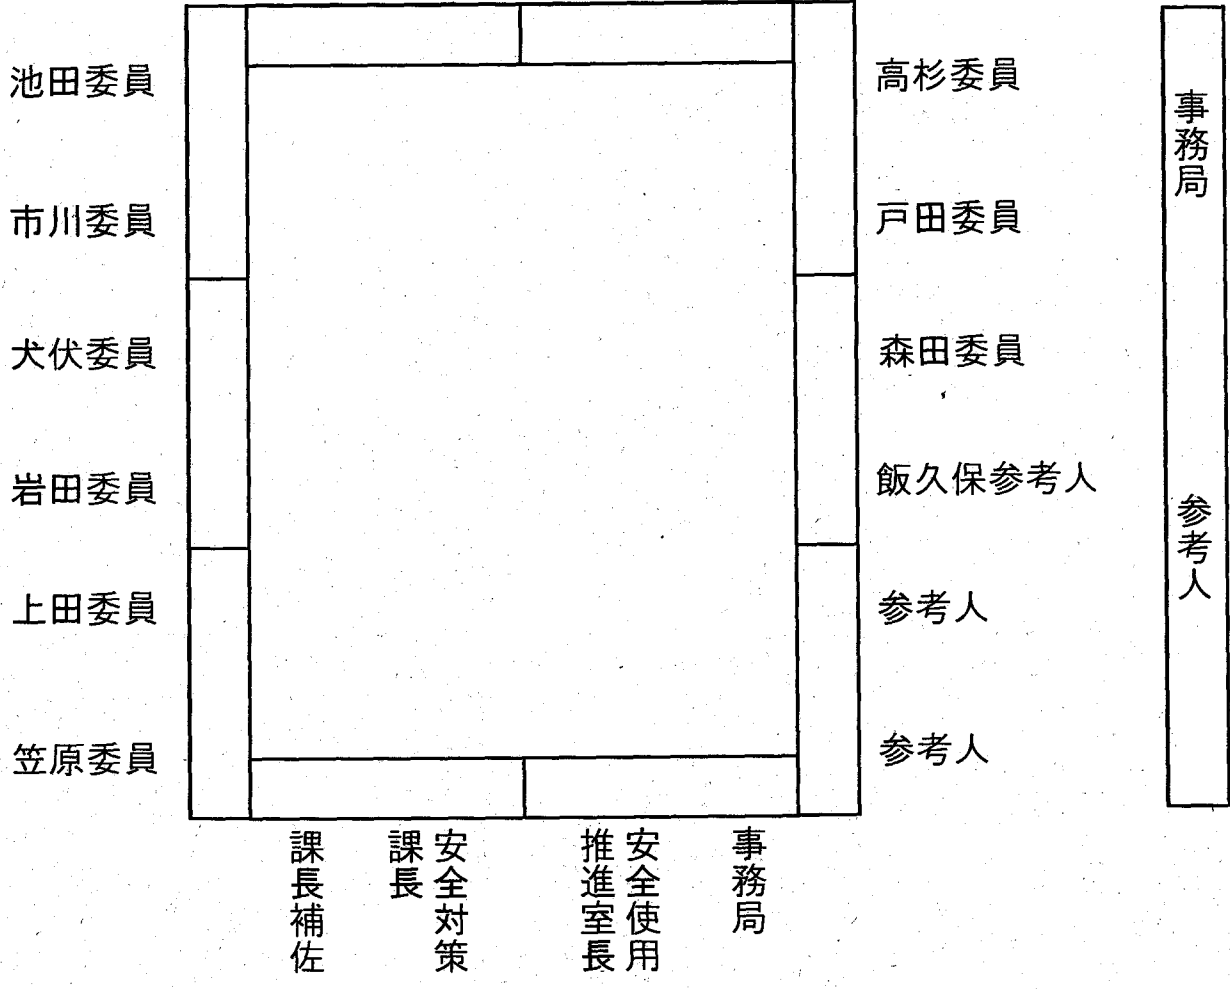 池田委員
市川委員
犬伏委員
岩田委員
上田委員
笠原委員
高杉委員
戸田委員
森田委員
飯久保参考人
参考人
参考人
事務局
参考人
課長補佐
安全対策
課長
安全使用
推進室長
事務局